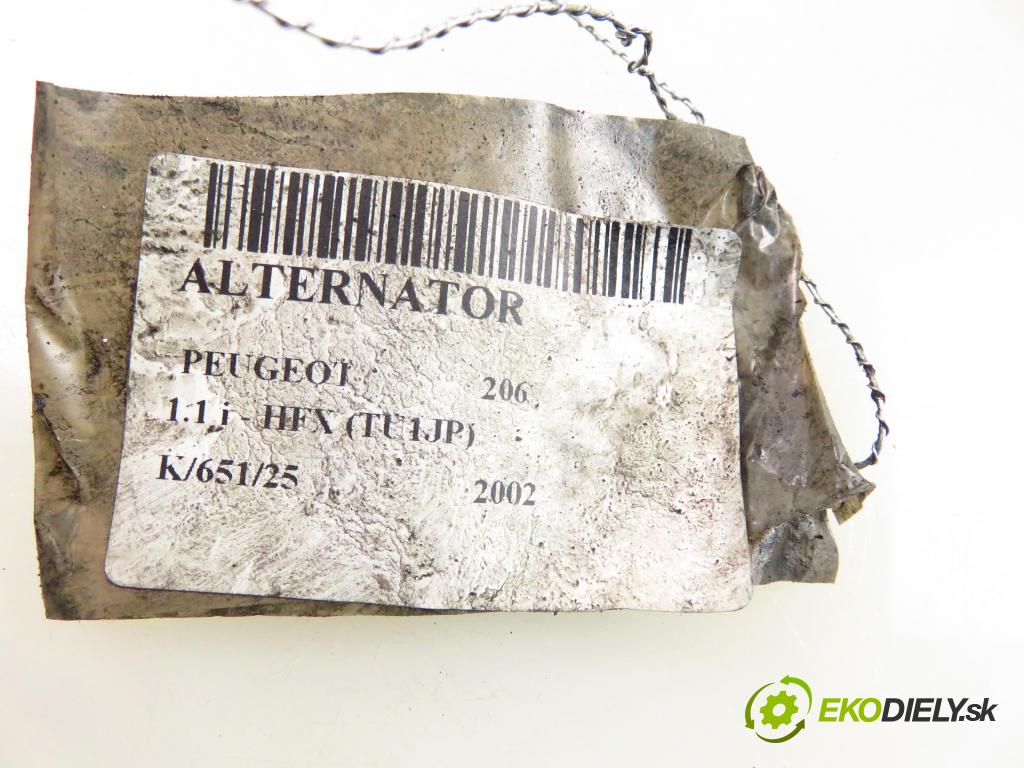 ALTERNATOR
PEUGEOT 206
1.1 i - HFX (TU1JP)
K/651/25 2002
EKODIELY.sk